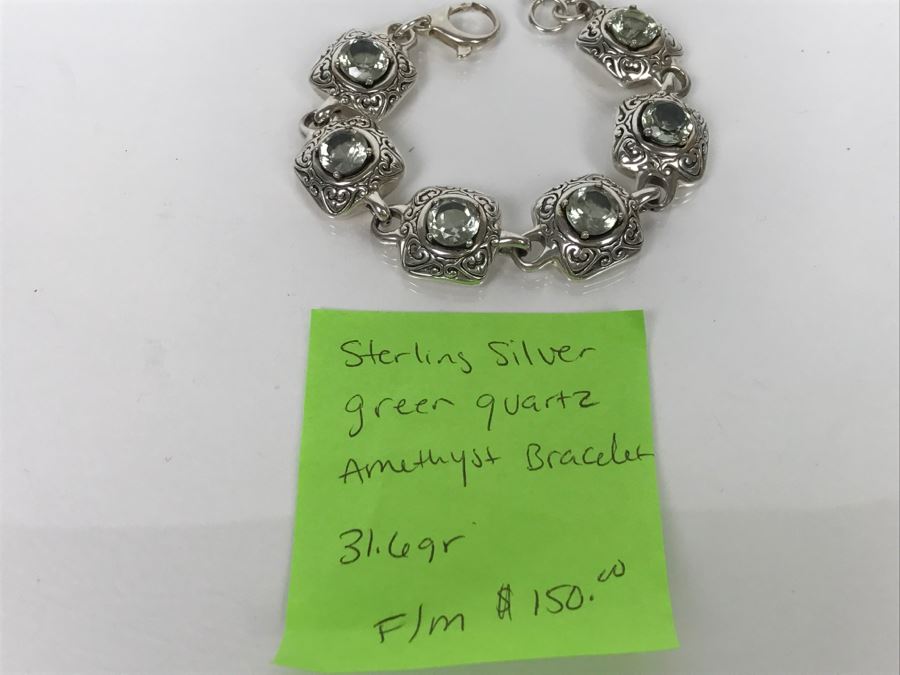 Sterling Silver
green quartz
Amethyst Bracelet
31.6gr
F/m $150.00